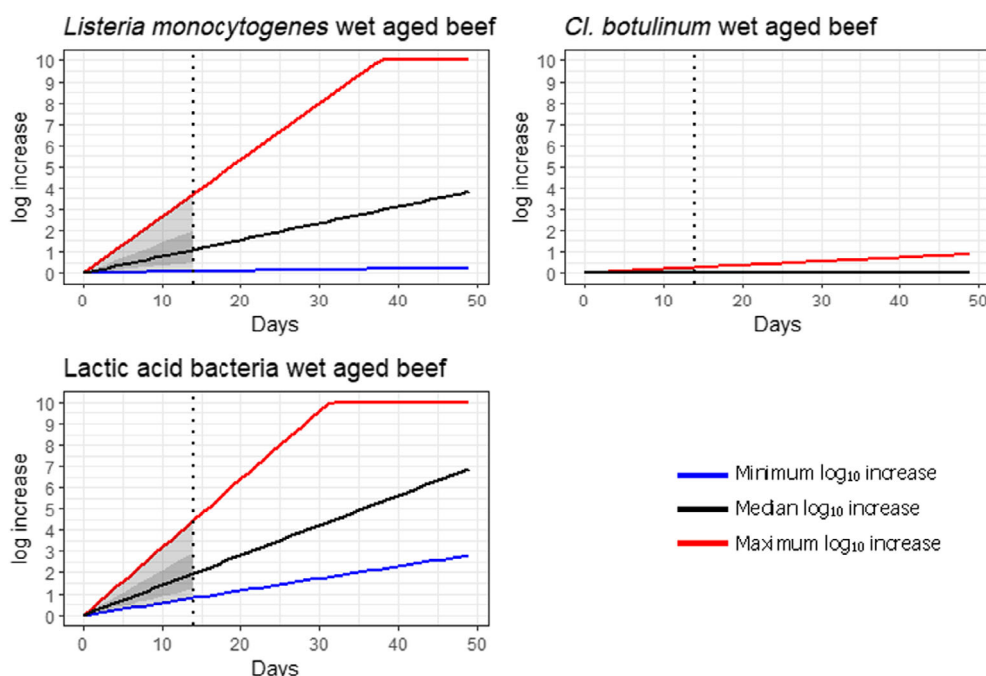 Listeria monocytogenes wet aged beef
log increase
10
9
8
7
6
5
4
3
2
1
0
0 10 20 30 40 50
Days
Cl. botulinum wet aged beef
log increase
10
9
8
7
6
5
4
3
2
1
0
0 10 20 30 40 50
Days
Lactic acid bacteria wet aged beef
log increase
10
9
8
7
6
5
4
3
2
1
0
0 10 20 30 40 50
Days
Minimum log₁₀ increase
Median log₁₀ increase
Maximum log₁₀ increase